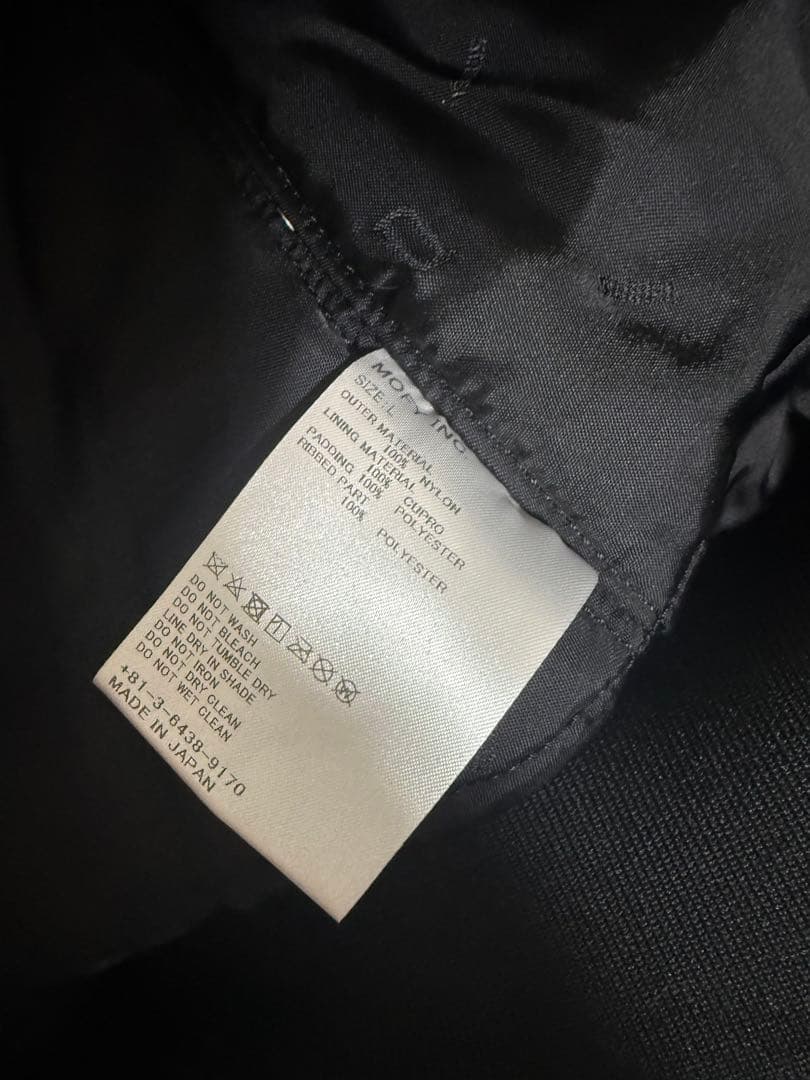 MOFY INC
SIZE:L
OUTER MATERIAL
100% NYLON
LINING MATERIAL
100% CUPRO
PADDING 100% POLYESTER
RIBBED PART
100% POLYESTER
DO NOT WASH
DO NOT BLEACH
DO NOT TUMBLE DRY
LINE DRY IN SHADE
DO NOT IRON
DO NOT DRY CLEAN
DO NOT WET CLEAN
+81-3-6438-9170
MADE IN JAPAN